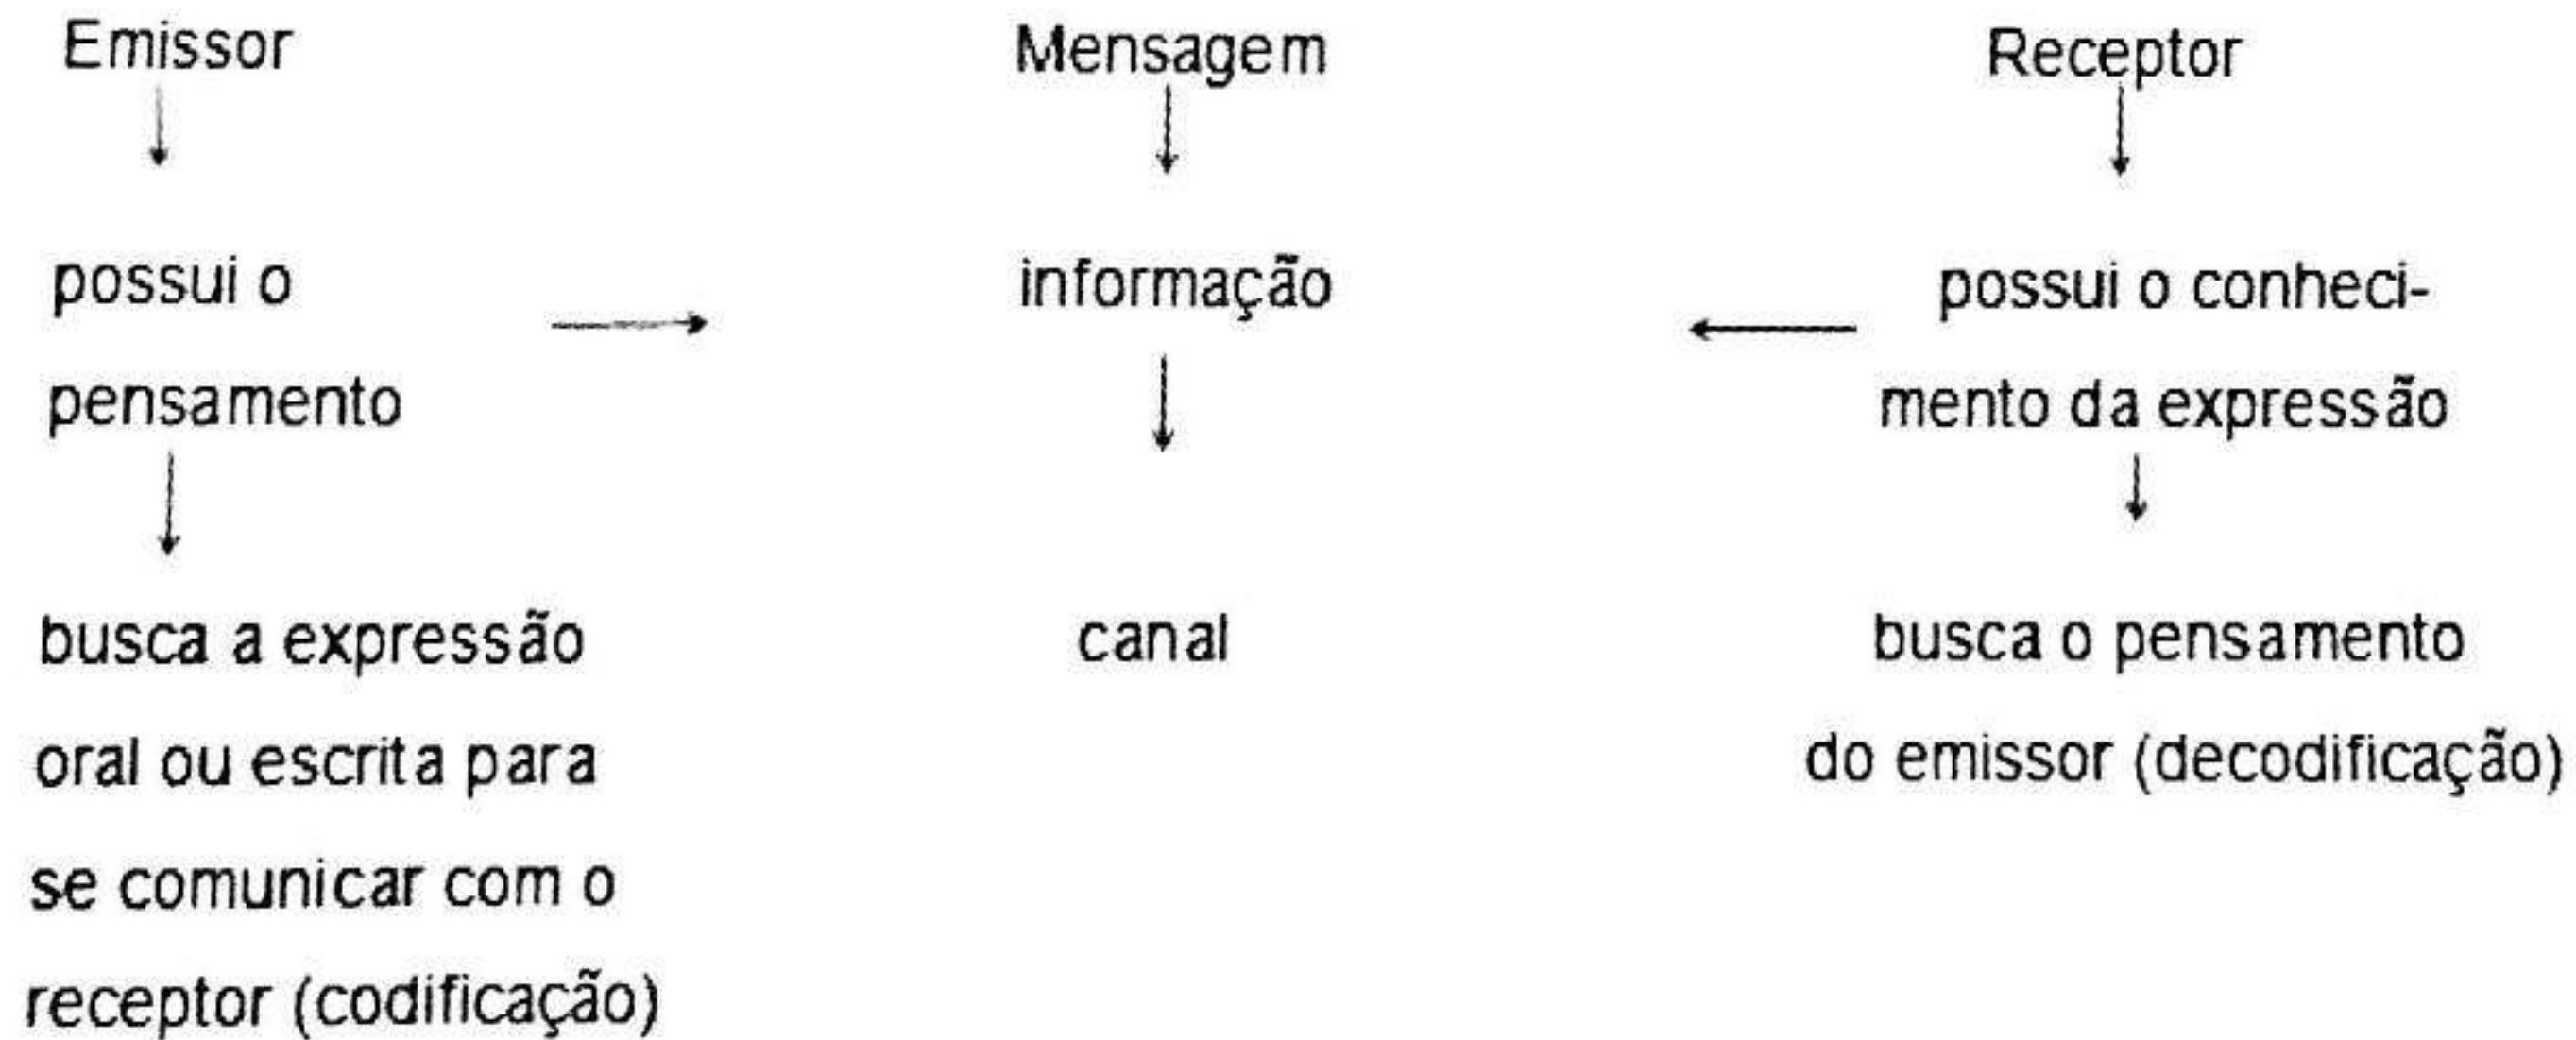 Emissor
possui o
pensamento
busca a expressão
oral ou escrita para
se comunicar com o
receptor (codificação)
Mensagem
informação
canal
Receptor
possui o conheci-
mento da expressão
busca o pensamento
do emissor (decodificação)